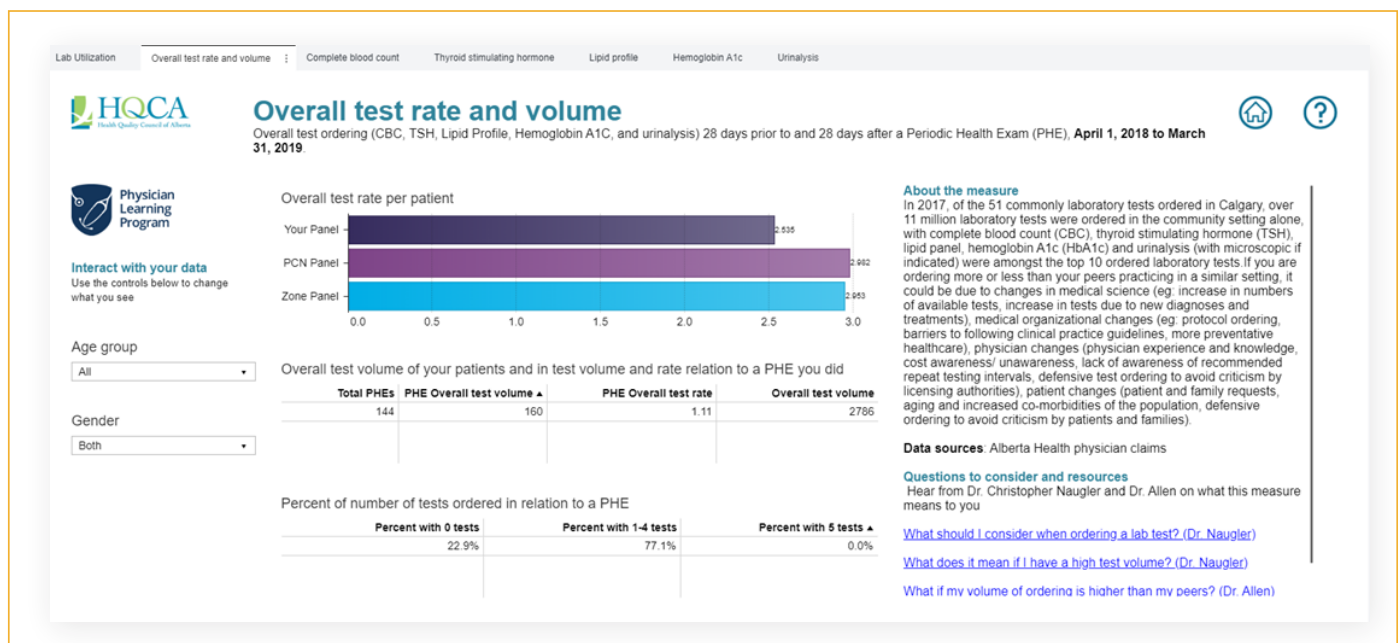 Lab Utilization
Overall test rate and volume
Complete blood count
Thyroid stimulating hormone
Lipid profile
Hemoglobin A1c
Urinalysis
HQCA
Health Quality Council of Alberta
Overall test rate and volume
Overall test ordering (CBC, TSH, Lipid Profile, Hemoglobin A1C, and urinalysis) 28 days prior to and 28 days after a Periodic Health Exam (PHE), April 1, 2018 to March
31, 2019.
?
Physician
Learning
Program
Interact with your data
Use the controls below to change
what you see
Age group
All
Gender
Both
Overall test rate per patient
Your Panel
2.535
PCN Panel
2.982
Zone Panel
2.953
0.0 0.5 1.0 1.5 2.0 2.5 3.0
Overall test volume of your patients and in test volume and rate relation to a PHE you did
Total PHEs PHE Overall test volume PHE Overall test rate Overall test volume
144 160 1.11 2786
Percent of number of tests ordered in relation to a PHE
Percent with 0 tests Percent with 1-4 tests Percent with 5 tests
22.9% 77.1% 0.0%
About the measure
In 2017, of the 51 commonly laboratory tests ordered in Calgary, over
11 million laboratory tests were ordered in the community setting alone,
with complete blood count (CBC), thyroid stimulating hormone (TSH),
lipid panel, hemoglobin A1c (HbA1c) and urinalysis (with microscopic if
indicated) were amongst the top 10 ordered laboratory tests.If you are
ordering more or less than your peers practicing in a similar setting, it
could be due to changes in medical science (eg: increase in numbers
of available tests, increase in tests due to new diagnoses and
treatments), medical organizational changes (eg: protocol ordering,
barriers to following clinical practice guidelines, more preventative
healthcare), physician changes (physician experience and knowledge,
cost awareness/ unawareness, lack of awareness of recommended
repeat testing intervals, defensive test ordering to avoid criticism by
licensing authorities), patient changes (patient and family requests,
aging and increased co-morbidities of the population, defensive
ordering to avoid criticism by patients and families).
Data sources: Alberta Health physician claims
Questions to consider and resources
Hear from Dr. Christopher Naugler and Dr. Allen on what this measure
means to you
What should I consider when ordering a lab test? (Dr. Naugler)
What does it mean if I have a high test volume? (Dr. Naugler)
What if my volume of ordering is higher than my peers? (Dr. Allen)